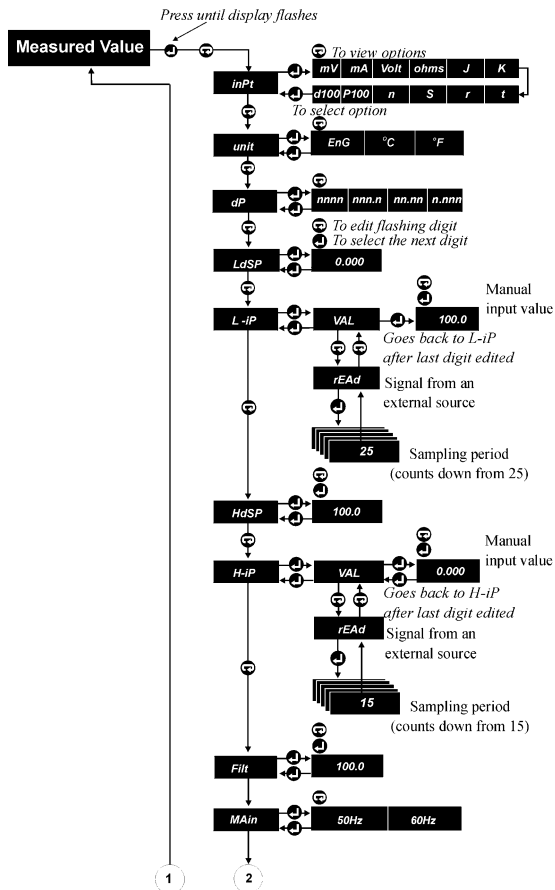 Press until display flashes
Measured Value
To view options
inPt
mV mA Volt ohms J K
d100 P100 n S r t
To select option
unit
EnG °C °F
dP
nnnn nnn.n nn.nn n.nnn
To edit flashing digit
To select the next digit
LdSP
0.000
Manual
input value
L -iP
VAL
100.0
Goes back to L-iP
after last digit edited
rEAd
Signal from an
external source
25
Sampling period
(counts down from 25)
HdSP
100.0
Manual
input value
H-iP
VAL
0.000
Goes back to H-iP
after last digit edited
rEAd
Signal from an
external source
15
Sampling period
(counts down from 15)
Filt
100.0
MAin
50Hz 60Hz
1 2